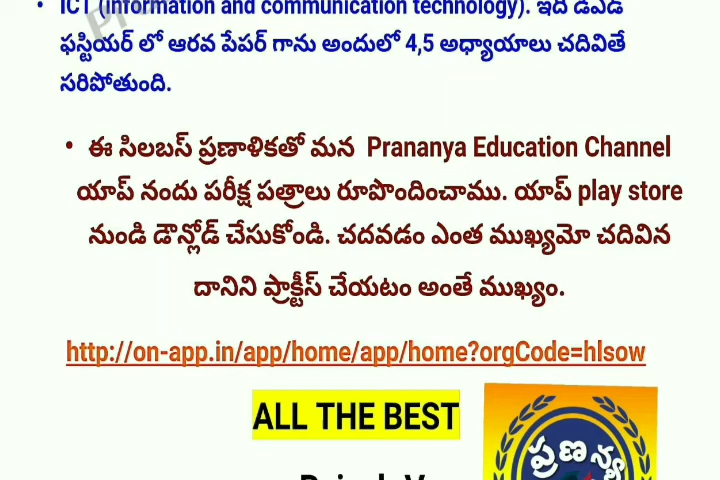 • ICT (information and communication technology). ఇది డీఎడ్
ఫస్టియర్ లో ఆరవ పేపర్ గాను అందులో 4,5 అధ్యాయాలు చదివితే
సరిపోతుంది.
• ఈ సిలబస్ ప్రణాళికతో మన Prananya Education Channel
యాప్ నందు పరీక్ష పత్రాలు రూపొందించాము. యాప్ play store
నుండి డౌన్లోడ్ చేసుకోండి. చదవడం ఎంత ముఖ్యమో చదివిన
దానిని ప్రాక్టీస్ చేయటం అంతే ముఖ్యం.
http://on-app.in/app/home/app/home?orgCode=hlsow
ALL THE BEST
ప్రణన్య